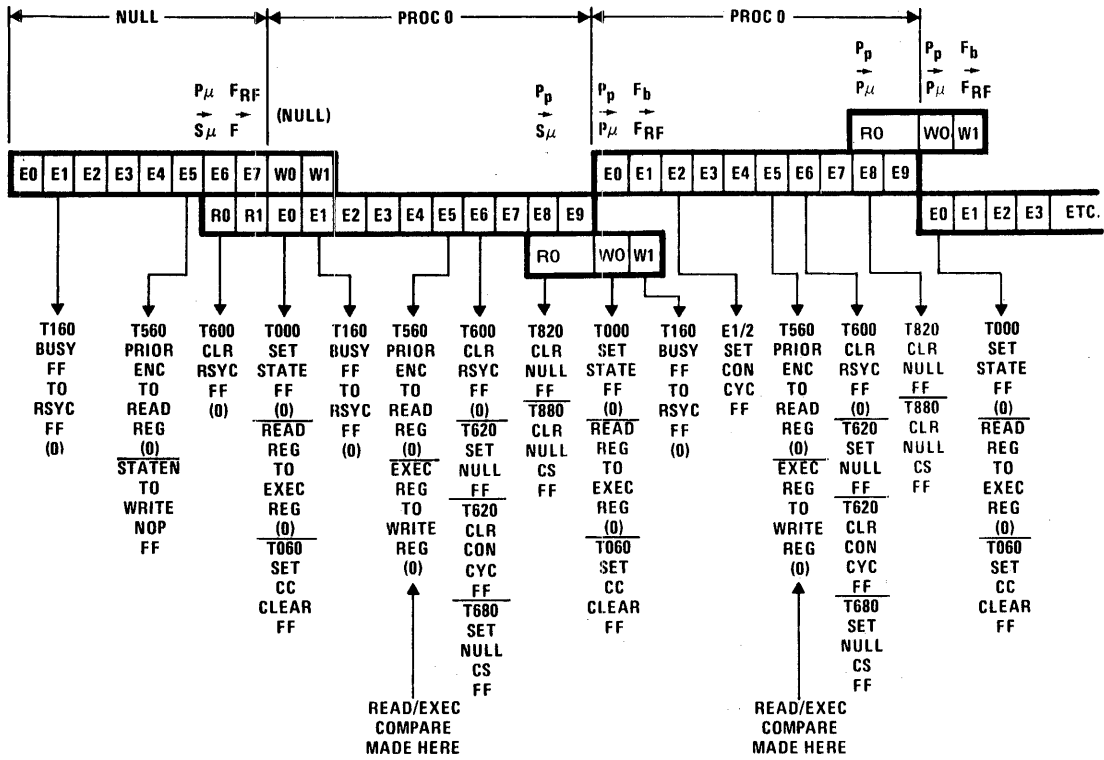 NULL PROC 0 PROC 0
Pμ FRF (NULL) Pp Pp Fb Pp Pp Fb
→ → → → → → → →
Sμ F Sμ Pμ FRF Pμ Pμ FRF
R0 W0 W1
E0 E1 E2 E3 E4 E5 E6 E7 W0 W1 E0 E1 E2 E3 E4 E5 E6 E7 E8 E9
R0 R1 E0 E1 E2 E3 E4 E5 E6 E7 E8 E9 E0 E1 E2 E3 ETC.
R0 W0 W1
T160
BUSY
FF
TO
RSYC
FF
(0)
T560
PRIOR
ENC
TO
READ
REG
(0)
STATEN
TO
WRITE
NOP
FF
T600
CLR
RSYC
FF
(0)
T000
SET
STATE
FF
(0)
READ
REG
TO
EXEC
REG
(0)
T060
SET
CC
CLEAR
FF
T160
BUSY
FF
TO
RSYC
FF
(0)
T560
PRIOR
ENC
TO
READ
REG
(0)
EXEC
REG
TO
WRITE
REG
(0)
READ/EXEC
COMPARE
MADE HERE
T600
CLR
RSYC
FF
(0)
T620
SET
NULL
FF
T620
CLR
CON
CYC
FF
T680
SET
NULL
CS
FF
T820
CLR
NULL
FF
T880
CLR
NULL
CS
FF
T000
SET
STATE
FF
(0)
READ
REG
TO
EXEC
REG
(0)
T060
SET
CC
CLEAR
FF
T160
BUSY
FF
TO
RSYC
FF
(0)
E1/2
SET
CON
CYC
FF
T560
PRIOR
ENC
TO
READ
REG
(0)
EXEC
REG
TO
WRITE
REG
(0)
READ/EXEC
COMPARE
MADE HERE
T600
CLR
RSYC
FF
(0)
T620
SET
NULL
FF
T620
CLR
CON
CYC
FF
T680
SET
NULL
CS
FF
T820
CLR
NULL
FF
T880
CLR
NULL
CS
FF
T000
SET
STATE
FF
(0)
READ
REG
TO
EXEC
REG
(0)
T060
SET
CC
CLEAR
FF